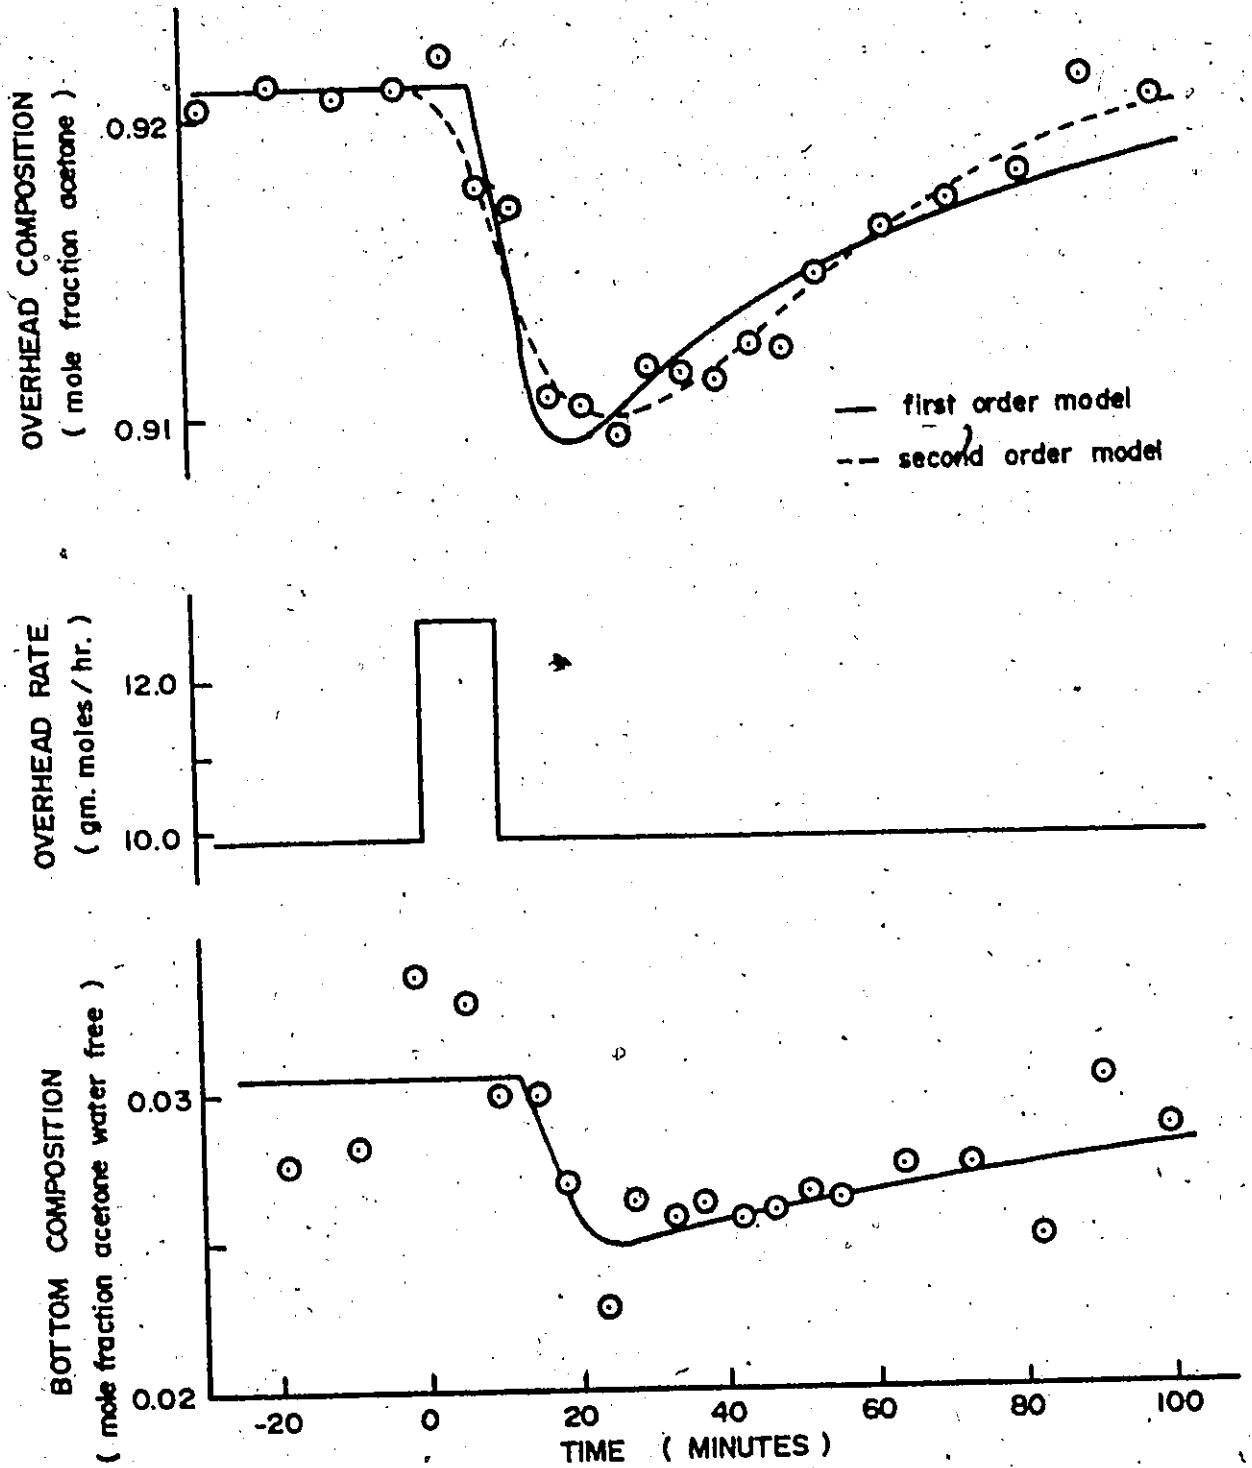 OVERHEAD COMPOSITION
( mole fraction acetone )
0.92
0.91
first order model
second order model
OVERHEAD RATE
( gm. moles / hr. )
12.0
10.0
BOTTOM COMPOSITION
( mole fraction acetone water free )
0.03
0.02
-20
0
20
40
60
80
100
TIME ( MINUTES )